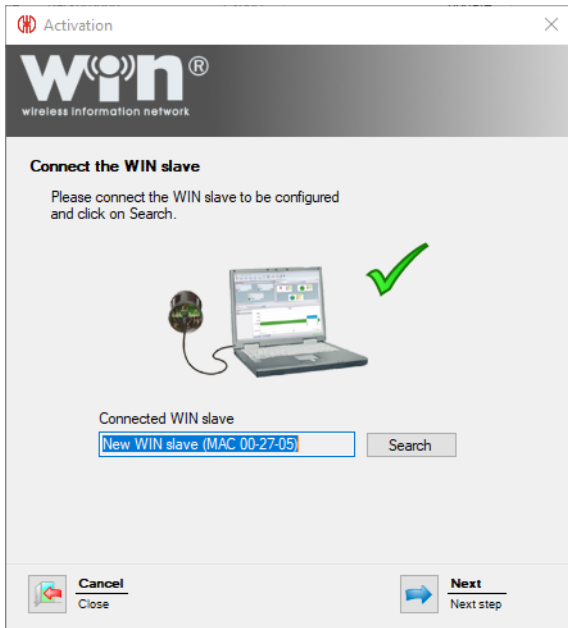 Activation
WIN®
wireless information network
Connect the WIN slave
Please connect the WIN slave to be configured
and click on Search.
Connected WIN slave
New WIN slave (MAC 00-27-05)
Search
Cancel
Close
Next
Next step